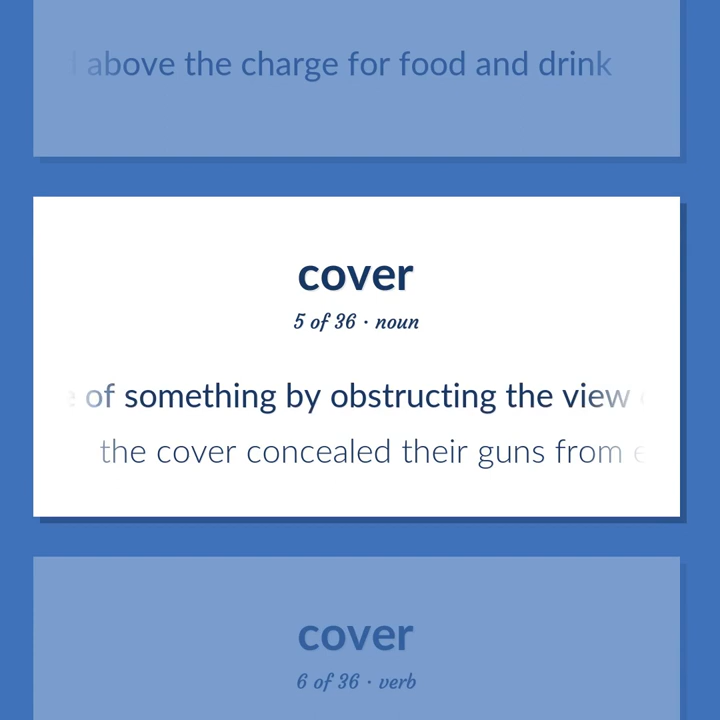 above the charge for food and drink
cover
5 of 36 · noun
of something by obstructing the view
the cover concealed their guns from
cover
6 of 36 · verb